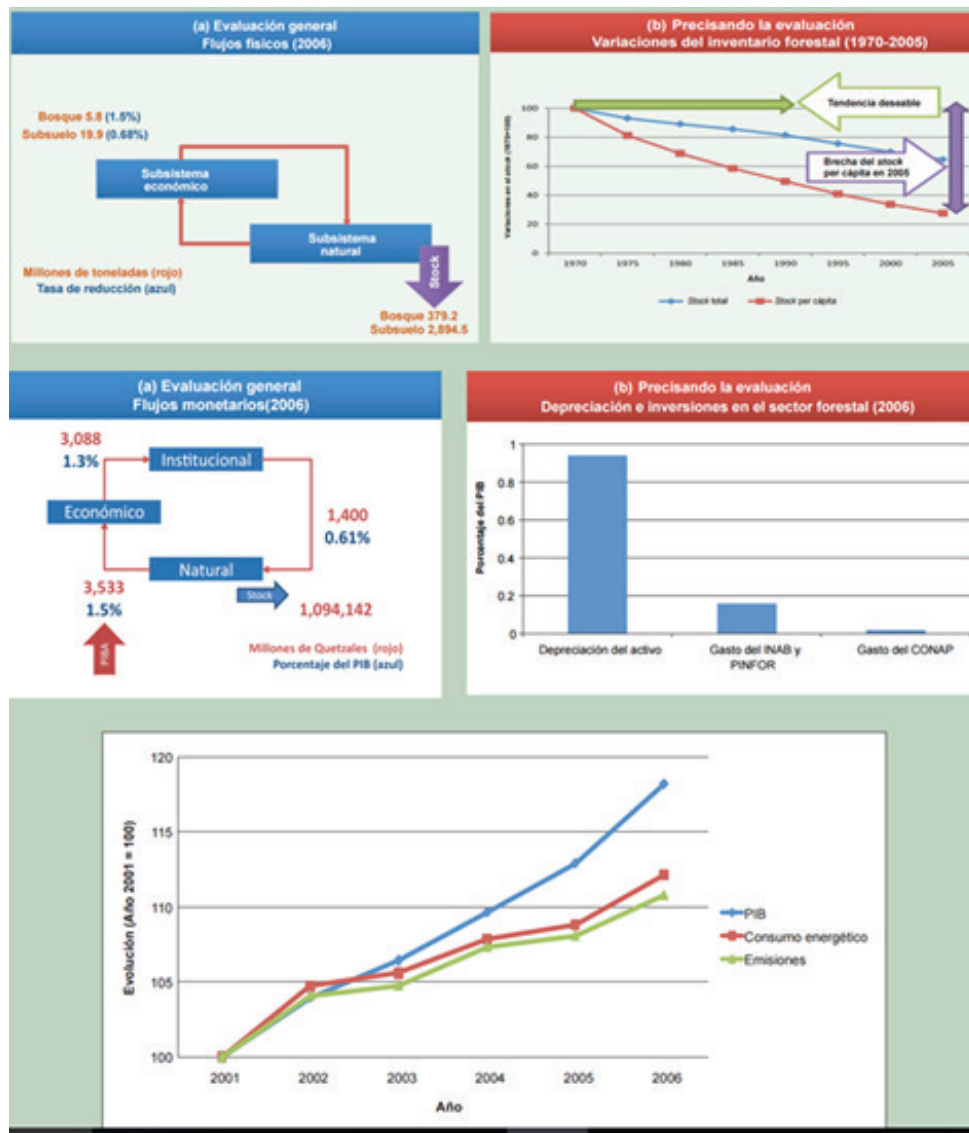 (a) Evaluación general
Flujos físicos (2006)
Bosque 5.8 (1.5%)
Subsuelo 19.9 (0.68%)
Subsistema
económico
Subsistema
natural
Millones de toneladas (rojo)
Tasa de reducción (azul)
Stock
Bosque 379.2
Subsuelo 2,894.5
(b) Precisando la evaluación
Variaciones del inventario forestal (1970-2005)
Variaciones en el stock (1970=100)
100
80
60
40
20
0
Tendencia deseable
Brecha del stock
per cápita en 2005
1970 1975 1980 1985 1990 1995 2000 2005
Año
Stock total
Stock per cápita
(a) Evaluación general
Flujos monetarios(2006)
3,088
1.3%
Institucional
Económico
1,400
0.61%
Natural
3,533
1.5%
Stock
1,094,142
PIBA
Millones de Quetzales (rojo)
Porcentaje del PIB (azul)
(b) Precisando la evaluación
Depreciación e inversiones en el sector forestal (2006)
Porcentaje del PIB
1
0.8
0.6
0.4
0.2
0
Depreciación del activo
Gasto del INAB y
PINFOR
Gasto del CONAP
Evolución (Año 2001 = 100)
120
115
110
105
100
PIB
Consumo energético
Emisiones
2001 2002 2003 2004 2005 2006
Año